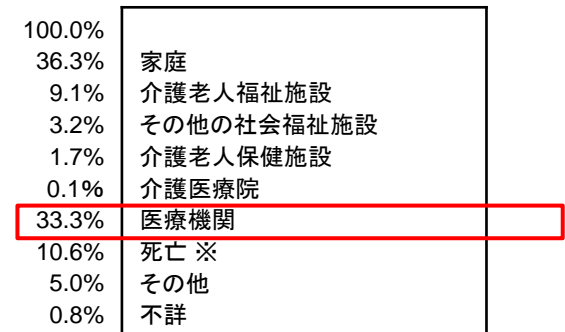 100.0%
36.3% 家庭
9.1% 介護老人福祉施設
3.2% その他の社会福祉施設
1.7% 介護老人保健施設
0.1% 介護医療院
33.3% 医療機関
10.6% 死亡 ※
5.0% その他
0.8% 不詳